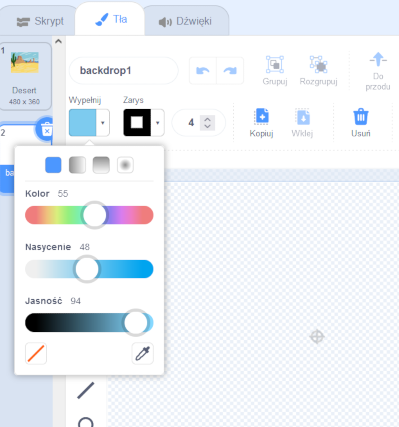 Skrypt
Tła
Dźwięki
1
Desert
480 x 360
2
ba
backdrop1
Grupuj
Rozgrupuj
Do
przodu
Wypełnij
Zarys
4
Kopiuj
Wklej
Usuń
Kolor 55
Nasycenie 48
Jasność 94